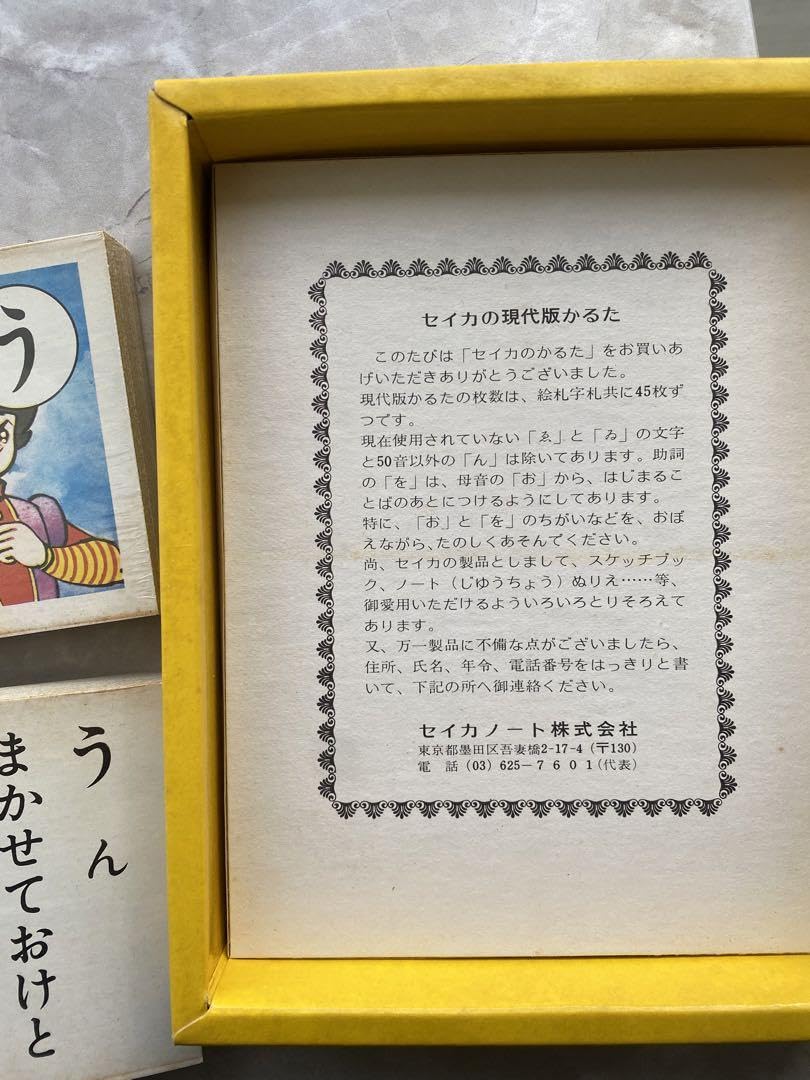 セイカの現代版かるた
このたびは「セイカのかるた」をお買いあ
げいただきありがとうございました。
現代版かるたの枚数は、絵札字札共に45枚ず
つです。
現在使用されていない「ゑ」と「ゐ」の文字
と50音以外の「ん」は除いてあります。助詞
の「を」は、母音の「お」から、はじまるこ
とばのあとにつけるようにしてあります。
特に、「お」と「を」のちがいなどを、おぼ
えながら、たのしくあそんでください。
尚、セイカの製品としまして、スケッチブッ
ク、ノート（じゆうちょう）ぬりえ……等、
御愛用いただけるよういろいろとりそろえて
あります。
又、万一製品に不備な点がございましたら、
住所、氏名、年令、電話番号をはっきりと書
いて、下記の所へ御連絡ください。
セイカノート株式会社
東京都墨田区吾妻橋2-17-4（〒130）
電 話 (03) 625-7601(代表)
う
うん
まかせておけと